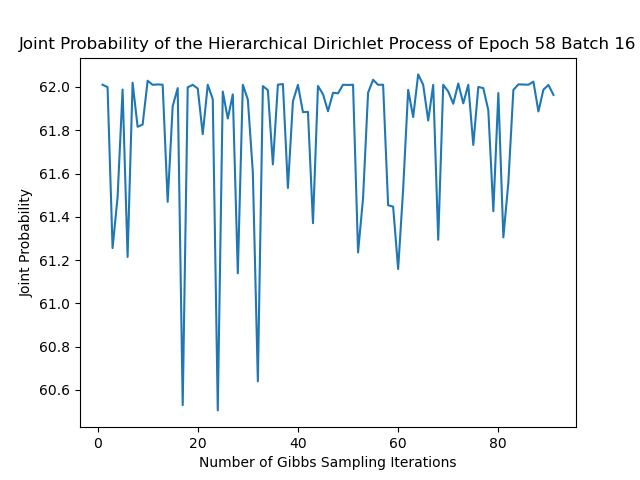 Joint Probability of the Hierarchical Dirichlet Process of Epoch 58 Batch 16
62.0
61.8
61.6
61.4
61.2
61.0
60.8
60.6
Joint Probability
0 20 40 60 80
Number of Gibbs Sampling Iterations